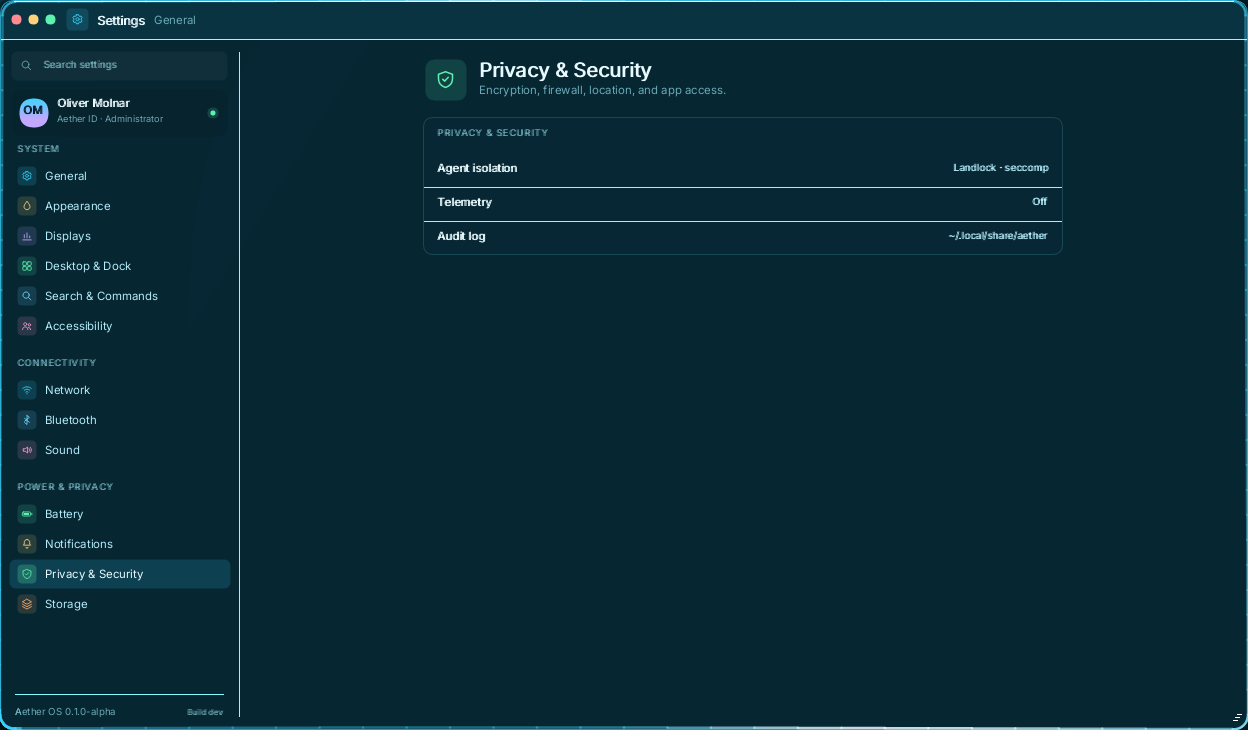 Settings General
Search settings
OM
Oliver Molnar
Aether ID · Administrator
SYSTEM
General
Appearance
Displays
Desktop & Dock
Search & Commands
Accessibility
CONNECTIVITY
Network
Bluetooth
Sound
POWER & PRIVACY
Battery
Notifications
Privacy & Security
Storage
Aether OS 0.1.0-alpha
Build dev
Privacy & Security
Encryption, firewall, location, and app access.
PRIVACY & SECURITY
Agent isolation Landlock · seccomp
Telemetry Off
Audit log ~/.local/share/aether